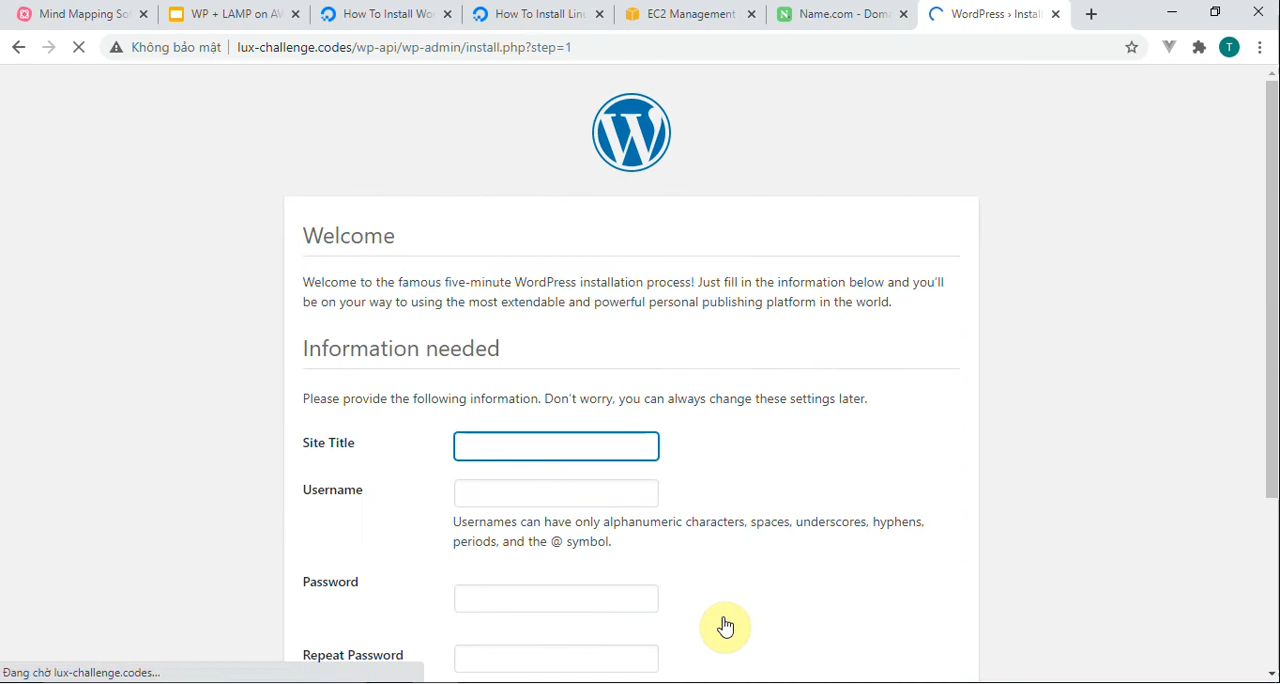 Mind Mapping So
WP + LAMP on AW
How To Install Wor
How To Install Linu
EC2 Management
Name.com - Doma
WordPress › Install
Không bảo mật
lux-challenge.codes/wp-api/wp-admin/install.php?step=1
T
Welcome
Welcome to the famous five-minute WordPress installation process! Just fill in the information below and you'll
be on your way to using the most extendable and powerful personal publishing platform in the world.
Information needed
Please provide the following information. Don't worry, you can always change these settings later.
Site Title
Username
Usernames can have only alphanumeric characters, spaces, underscores, hyphens,
periods, and the @ symbol.
Password
Repeat Password
Đang chờ lux-challenge.codes...